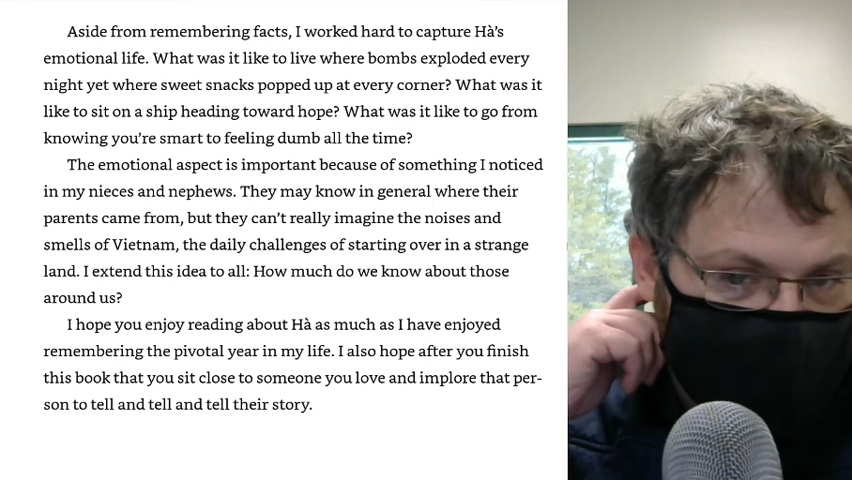 Aside from remembering facts, I worked hard to capture Hà’s
emotional life. What was it like to live where bombs exploded every
night yet where sweet snacks popped up at every corner? What was it
like to sit on a ship heading toward hope? What was it like to go from
knowing you’re smart to feeling dumb all the time?
The emotional aspect is important because of something I noticed
in my nieces and nephews. They may know in general where their
parents came from, but they can’t really imagine the noises and
smells of Vietnam, the daily challenges of starting over in a strange
land. I extend this idea to all: How much do we know about those
around us?
I hope you enjoy reading about Hà as much as I have enjoyed
remembering the pivotal year in my life. I also hope after you finish
this book that you sit close to someone you love and implore that per-
son to tell and tell and tell their story.